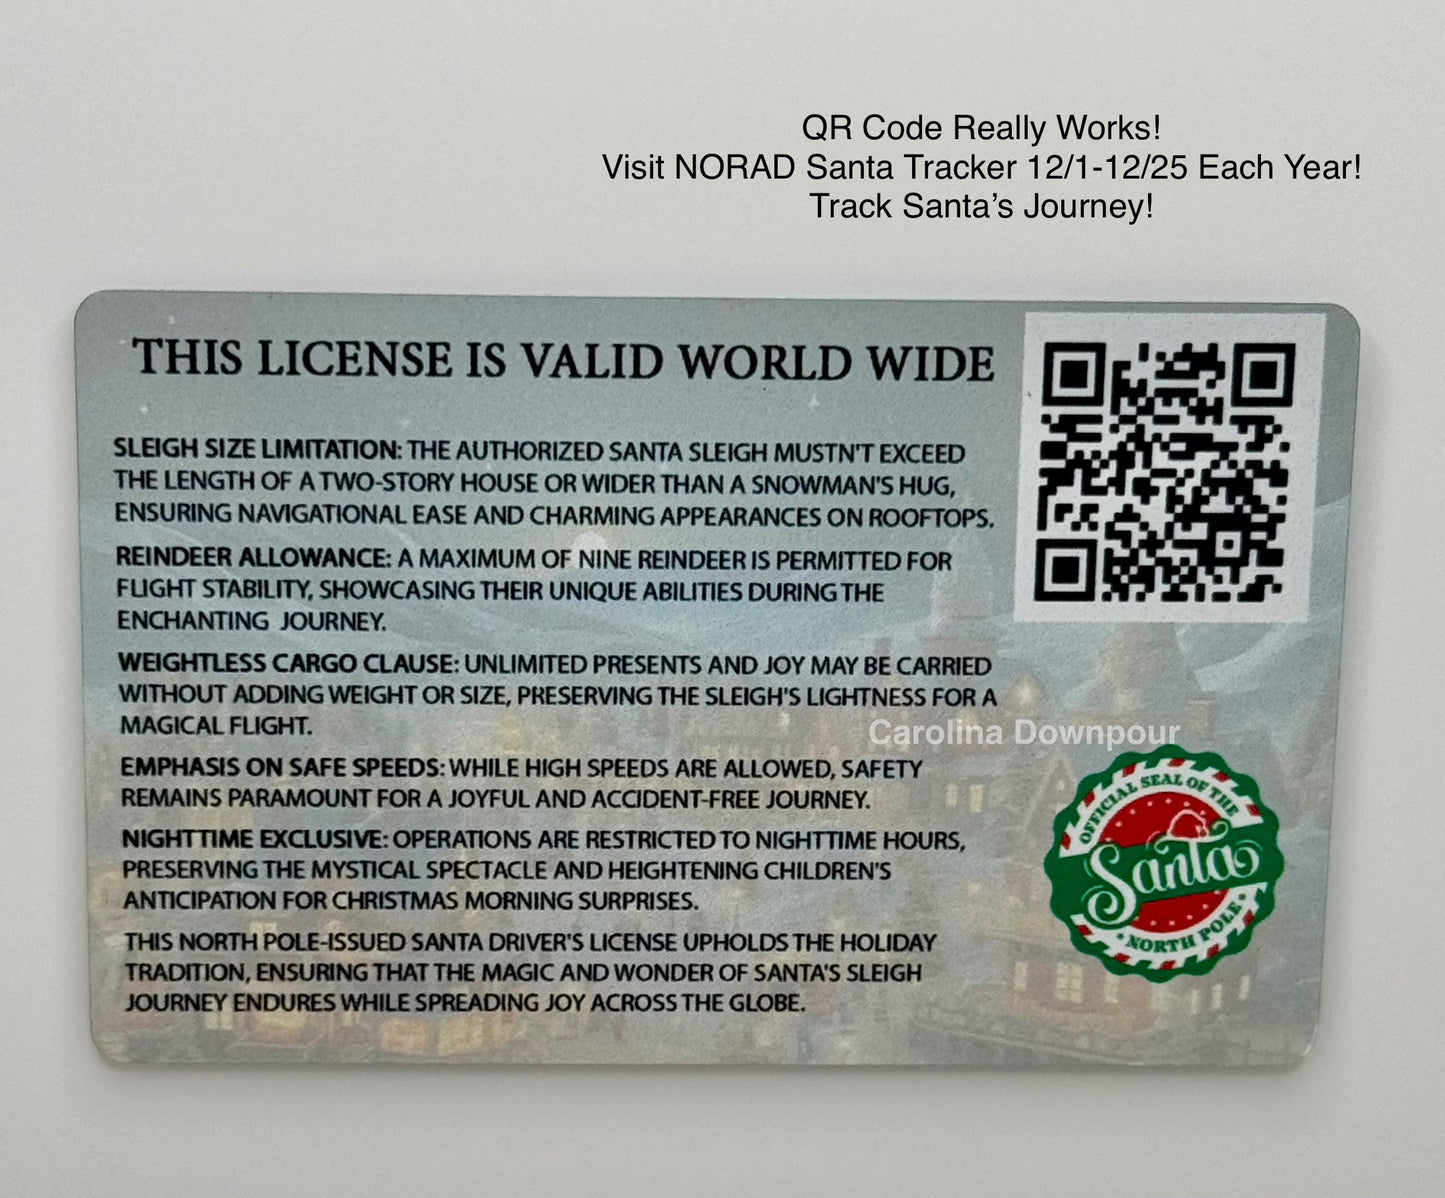 QR Code Really Works!
Visit NORAD Santa Tracker 12/1-12/25 Each Year!
Track Santa’s Journey!
THIS LICENSE IS VALID WORLD WIDE
SLEIGH SIZE LIMITATION: THE AUTHORIZED SANTA SLEIGH MUSTN'T EXCEED
THE LENGTH OF A TWO-STORY HOUSE OR WIDER THAN A SNOWMAN'S HUG,
ENSURING NAVIGATIONAL EASE AND CHARMING APPEARANCES ON ROOFTOPS.
REINDEER ALLOWANCE: A MAXIMUM OF NINE REINDEER IS PERMITTED FOR
FLIGHT STABILITY, SHOWCASING THEIR UNIQUE ABILITIES DURING THE
ENCHANTING JOURNEY.
WEIGHTLESS CARGO CLAUSE: UNLIMITED PRESENTS AND JOY MAY BE CARRIED
WITHOUT ADDING WEIGHT OR SIZE, PRESERVING THE SLEIGH'S LIGHTNESS FOR A
MAGICAL FLIGHT.
Carolina Downpour
EMPHASIS ON SAFE SPEEDS: WHILE HIGH SPEEDS ARE ALLOWED, SAFETY
REMAINS PARAMOUNT FOR A JOYFUL AND ACCIDENT-FREE JOURNEY.
NIGHTTIME EXCLUSIVE: OPERATIONS ARE RESTRICTED TO NIGHTTIME HOURS,
PRESERVING THE MYSTICAL SPECTACLE AND HEIGHTENING CHILDREN'S
ANTICIPATION FOR CHRISTMAS MORNING SURPRISES.
THIS NORTH POLE-ISSUED SANTA DRIVER'S LICENSE UPHOLDS THE HOLIDAY
TRADITION, ENSURING THAT THE MAGIC AND WONDER OF SANTA'S SLEIGH
JOURNEY ENDURES WHILE SPREADING JOY ACROSS THE GLOBE.
OFFICIAL SEAL OF THE
Santa
• NORTH POLE •